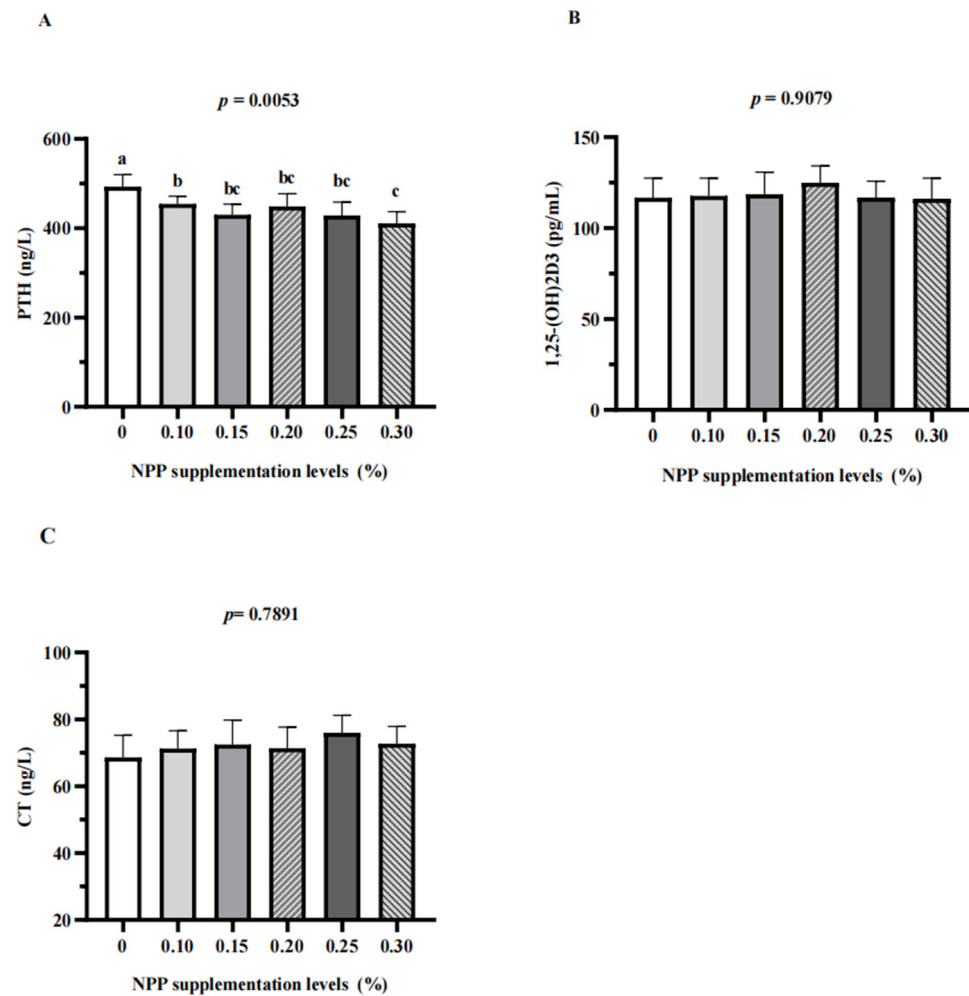 A
p = 0.0053
600
400
200
0
PTH (ng/L)
a
b
bc
bc
bc
c
0 0.10 0.15 0.20 0.25 0.30
NPP supplementation levels (%)
B
p = 0.9079
150
100
50
0
1,25-(OH)2D3 (pg/mL)
0 0.10 0.15 0.20 0.25 0.30
NPP supplementation levels (%)
C
p= 0.7891
100
80
60
40
20
CT (ng/L)
0 0.10 0.15 0.20 0.25 0.30
NPP supplementation levels (%)